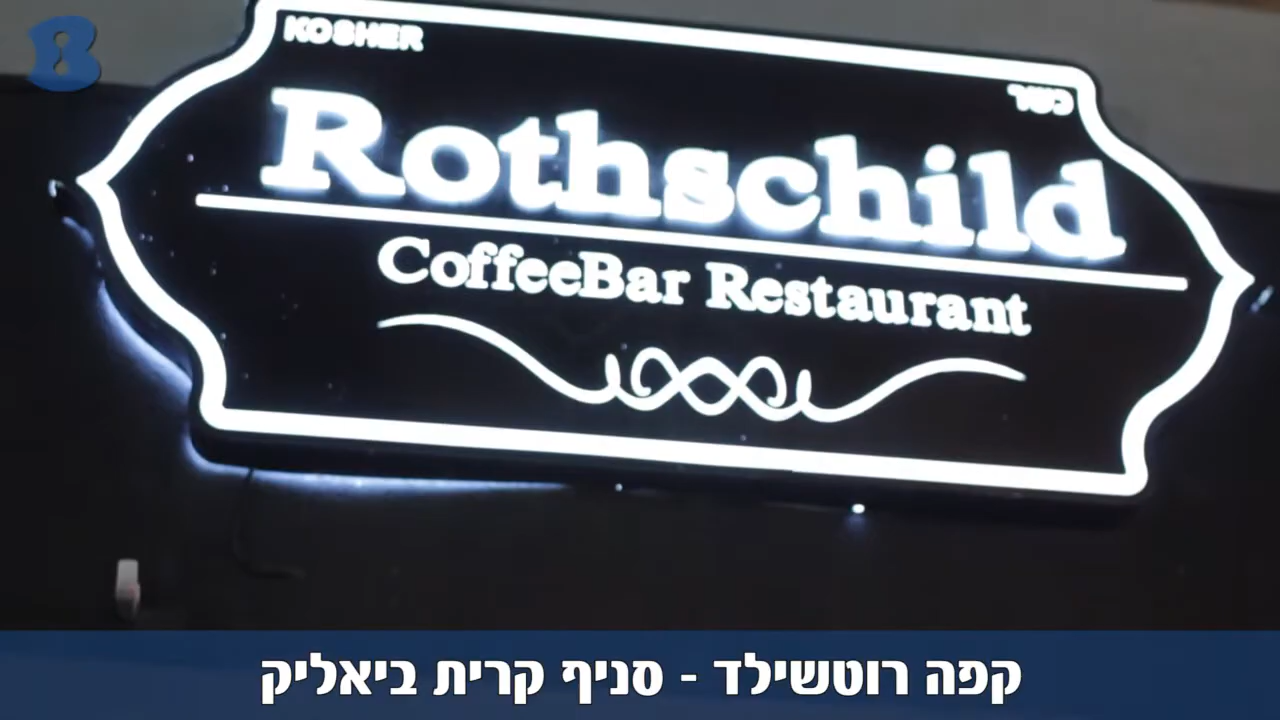 KOSHER
כשר
Rothschild
CoffeeBar Restaurant
קפה רוטשילד - סניף קרית ביאליק